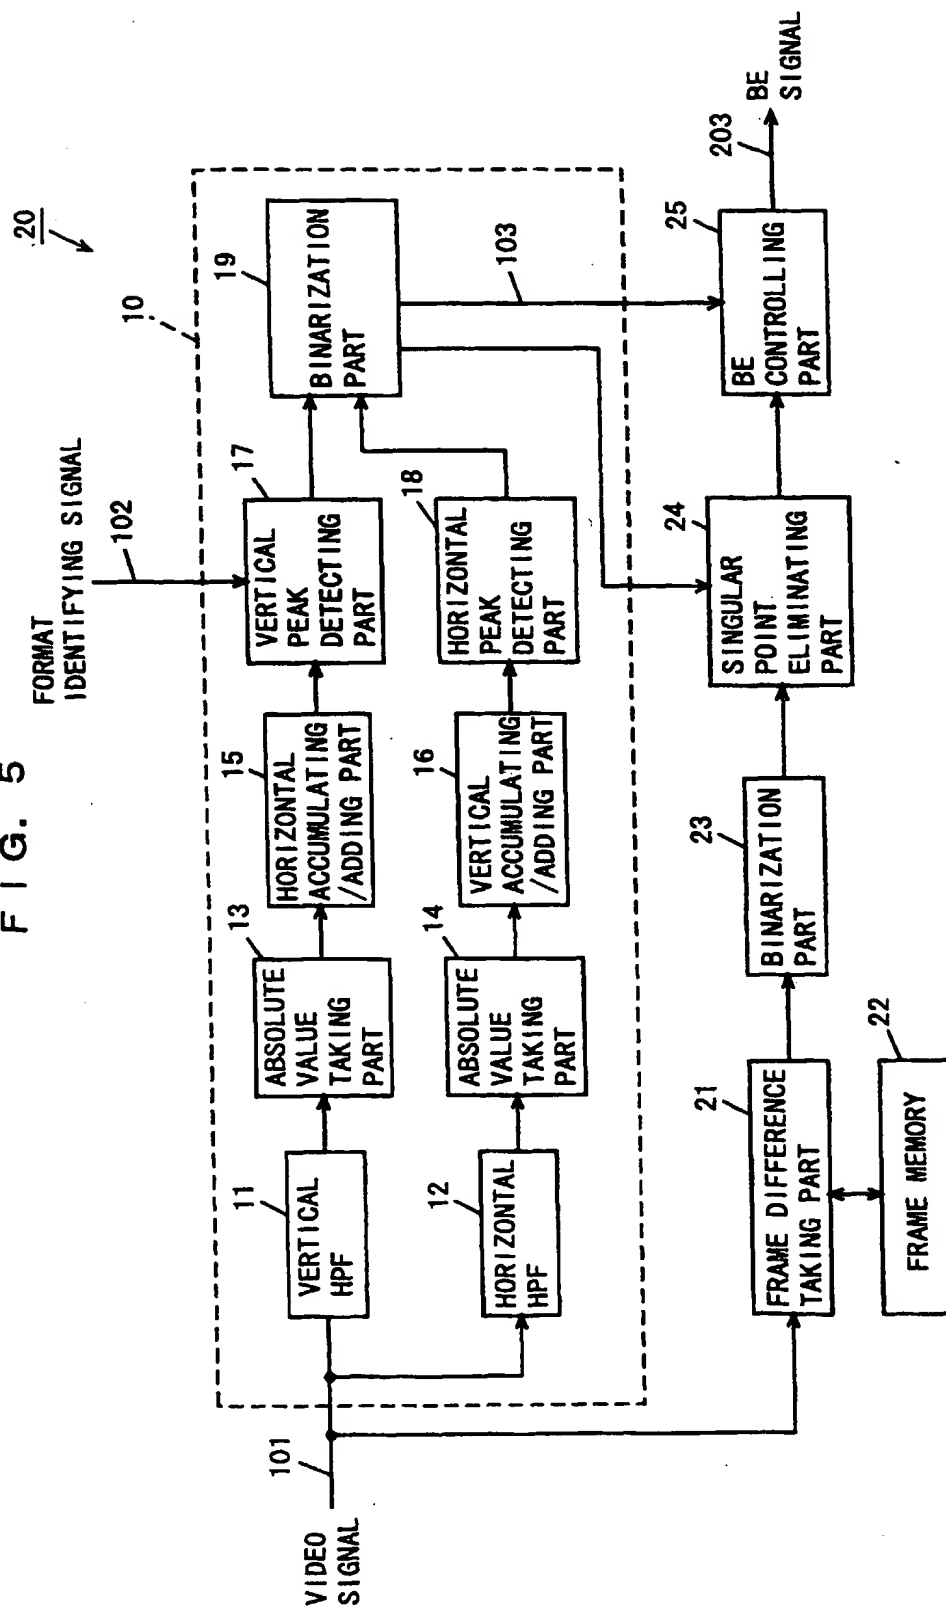 FIG. 5
20
FORMAT
IDENTIFYING SIGNAL
102
10
VIDEO
SIGNAL
101
11
VERTICAL
HPF
13
ABSOLUTE
VALUE
TAKING
PART
15
HORIZONTAL
ACCUMULATING
/ADDING PART
17
VERTICAL
PEAK
DETECTING
PART
19
BINARIZATION
PART
12
HORIZONTAL
HPF
14
ABSOLUTE
VALUE
TAKING
PART
16
VERTICAL
ACCUMULATING
/ADDING PART
18
HORIZONTAL
PEAK
DETECTING
PART
103
21
FRAME DIFFERENCE
TAKING PART
22
FRAME MEMORY
23
BINARIZATION
PART
24
SINGULAR
POINT
ELIMINATING
PART
25
BE
CONTROLLING
PART
203
BE
SIGNAL